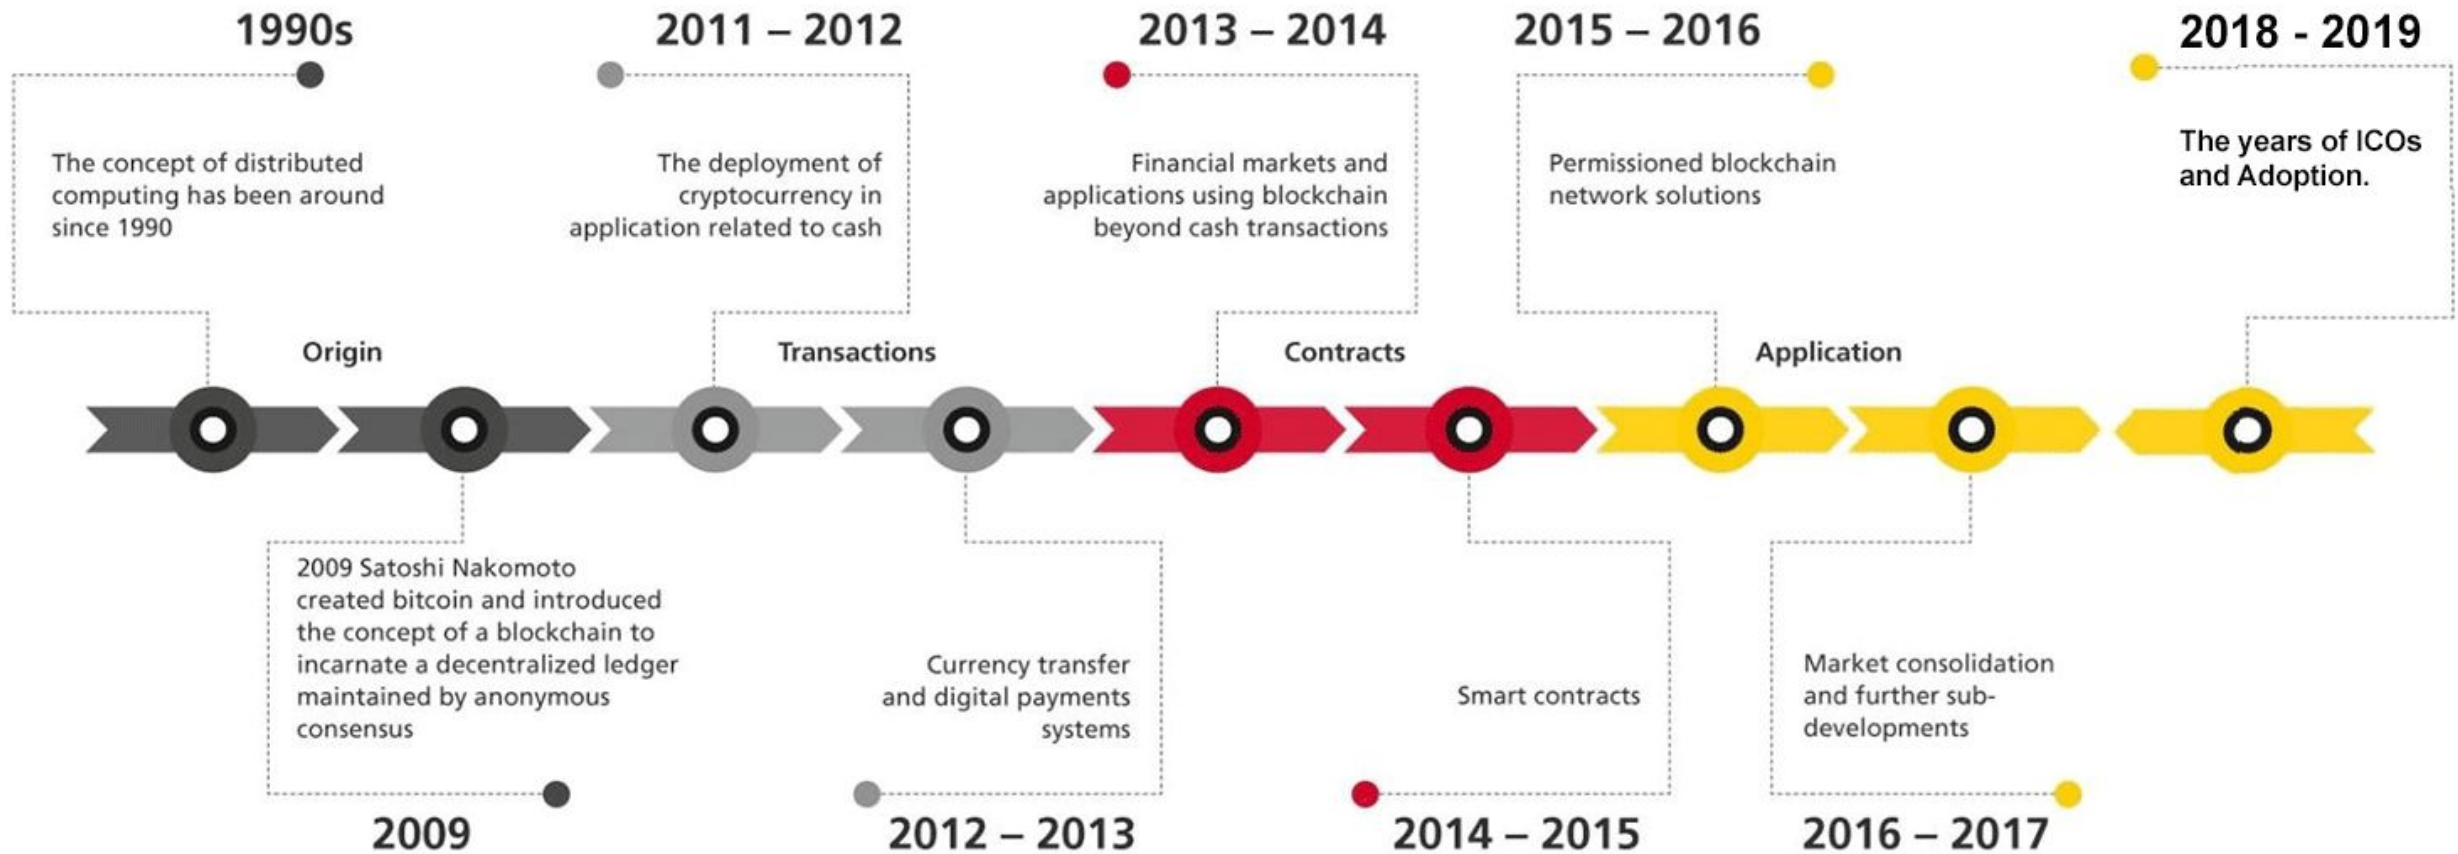 1990s
2011 – 2012
2013 – 2014
2015 – 2016
2018 - 2019
The concept of distributed
computing has been around
since 1990
The deployment of
cryptocurrency in
application related to cash
Financial markets and
applications using blockchain
beyond cash transactions
Permissioned blockchain
network solutions
The years of ICOs
and Adoption.
Origin
Transactions
Contracts
Application
2009 Satoshi Nakomoto
created bitcoin and introduced
the concept of a blockchain to
incarnate a decentralized ledger
maintained by anonymous
consensus
Currency transfer
and digital payments
systems
Smart contracts
Market consolidation
and further sub-
developments
2009
2012 – 2013
2014 – 2015
2016 – 2017